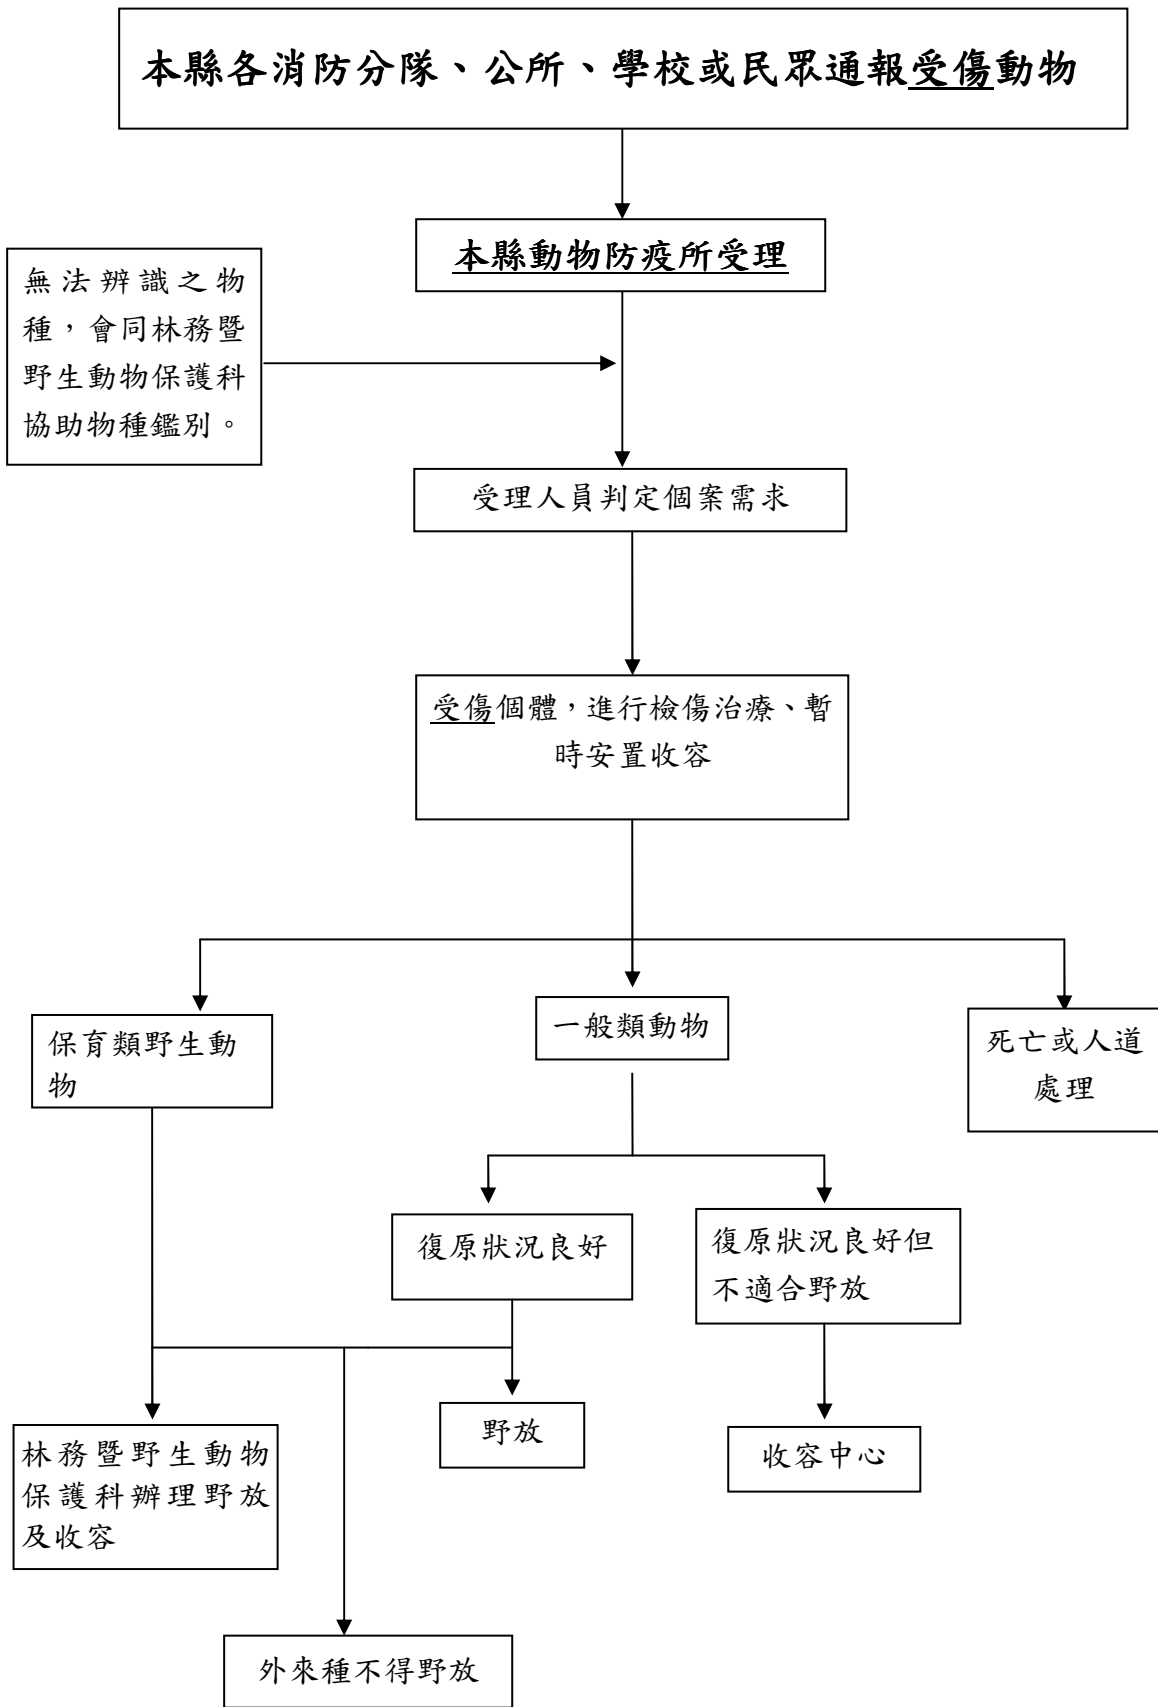 本縣各消防分隊、公所、學校或民眾通報受傷動物
本縣動物防疫所受理
無法辨識之物
種，會同林務暨
野生動物保護科
協助物種鑑別。
受理人員判定個案需求
受傷個體，進行檢傷治療、暫
時安置收容
保育類野生動
物
一般類動物
死亡或人道
處理
復原狀況良好
復原狀況良好但
不適合野放
野放
收容中心
林務暨野生動物
保護科辦理野放
及收容
外來種不得野放